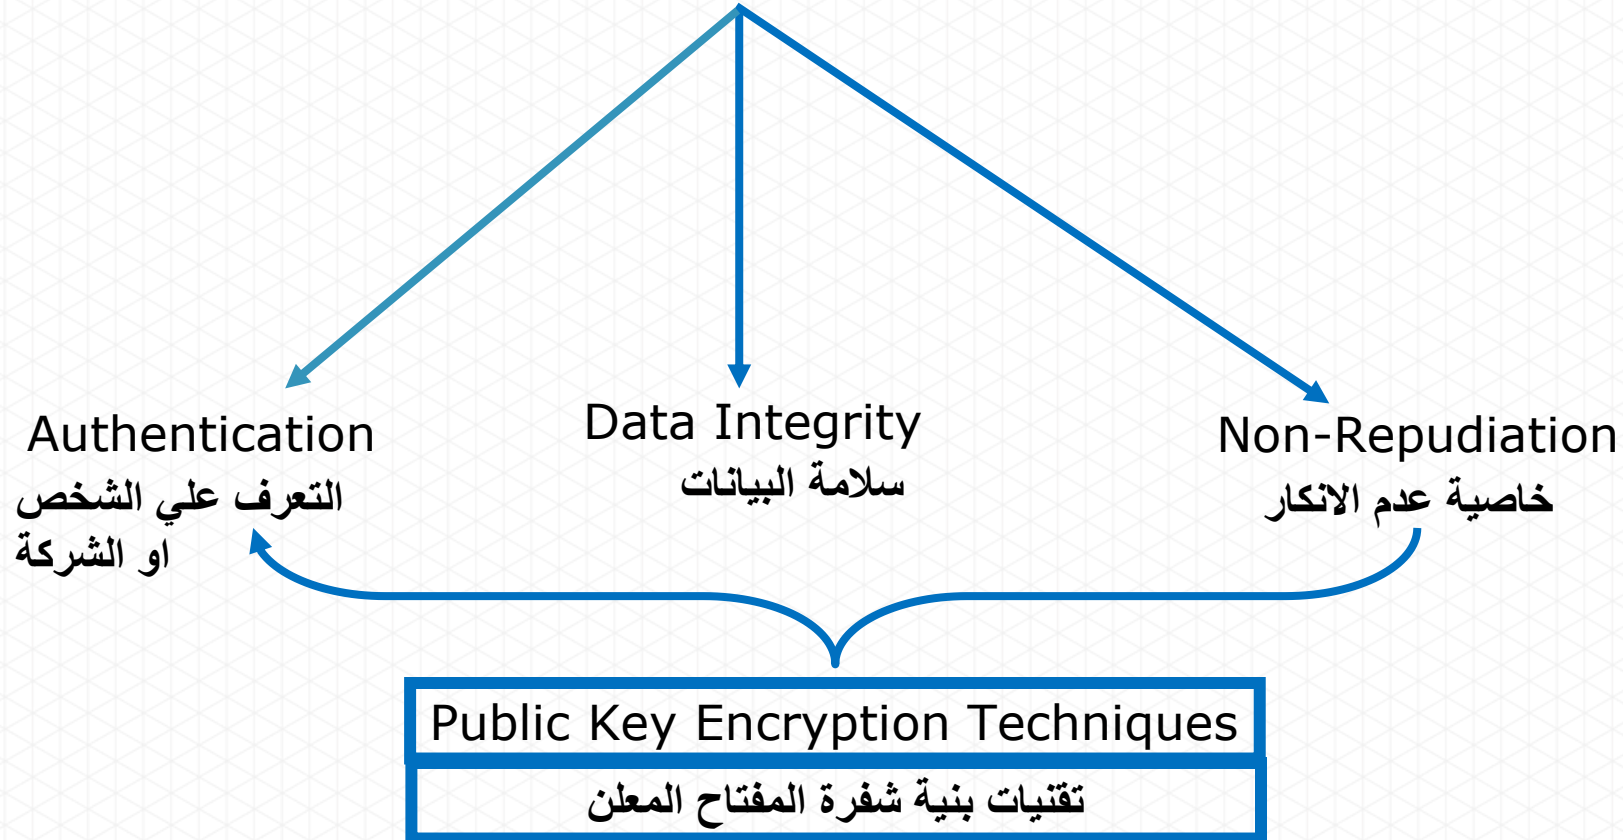 Authentication
التعرف علي الشخص
او الشركة
Data Integrity
سلامة البيانات
Non-Repudiation
خاصية عدم الانكار
Public Key Encryption Techniques
تقنيات بنية شفرة المفتاح المعلن